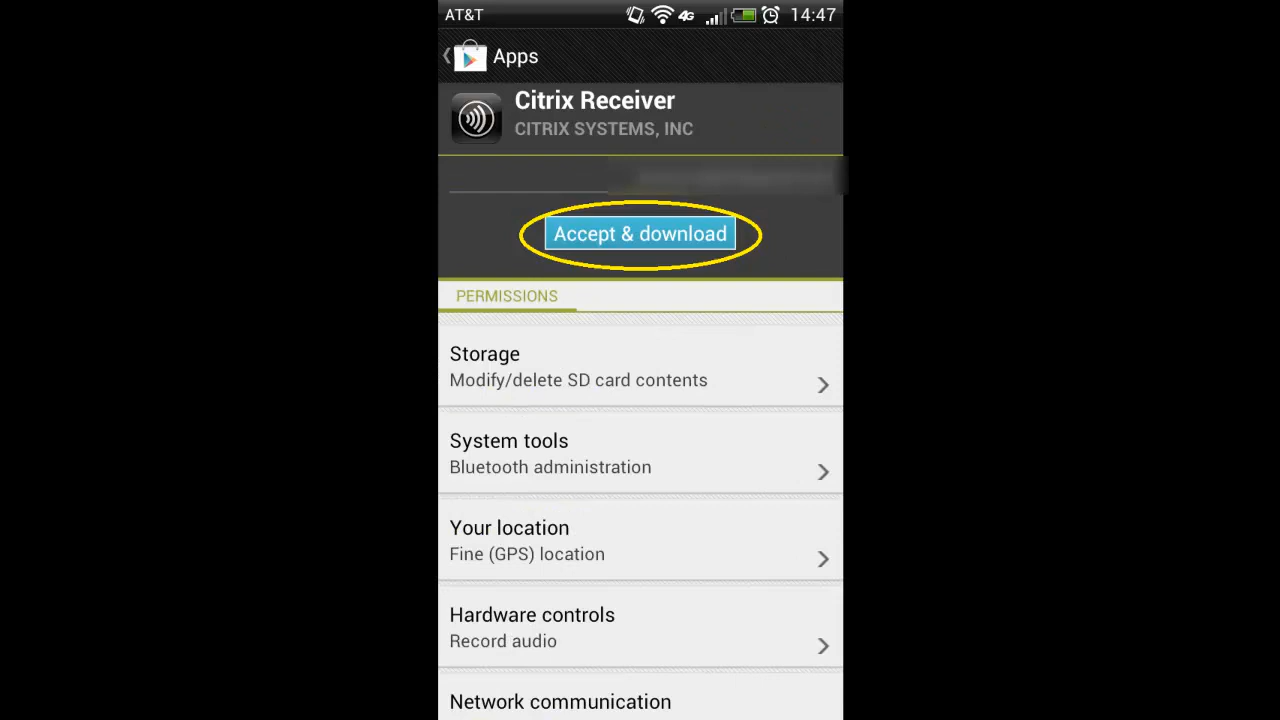 AT&T 4G 14:47
Apps
Citrix Receiver
CITRIX SYSTEMS, INC
Accept & download
PERMISSIONS
Storage
Modify/delete SD card contents
System tools
Bluetooth administration
Your location
Fine (GPS) location
Hardware controls
Record audio
Network communication